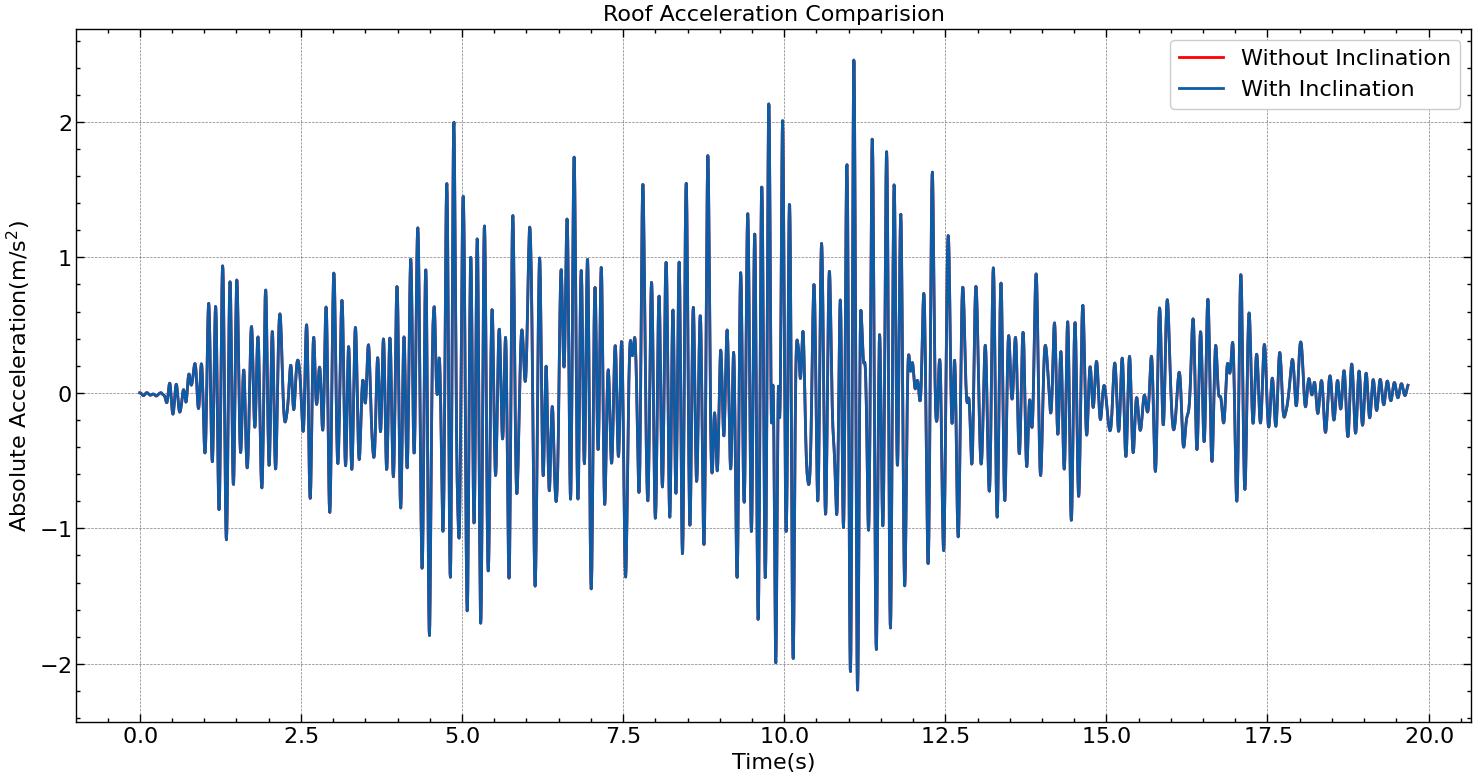 Roof Acceleration Comparision
Without Inclination
With Inclination
Absolute Acceleration(m/s²)
2
1
0
−1
−2
0.0 2.5 5.0 7.5 10.0 12.5 15.0 17.5 20.0
Time(s)